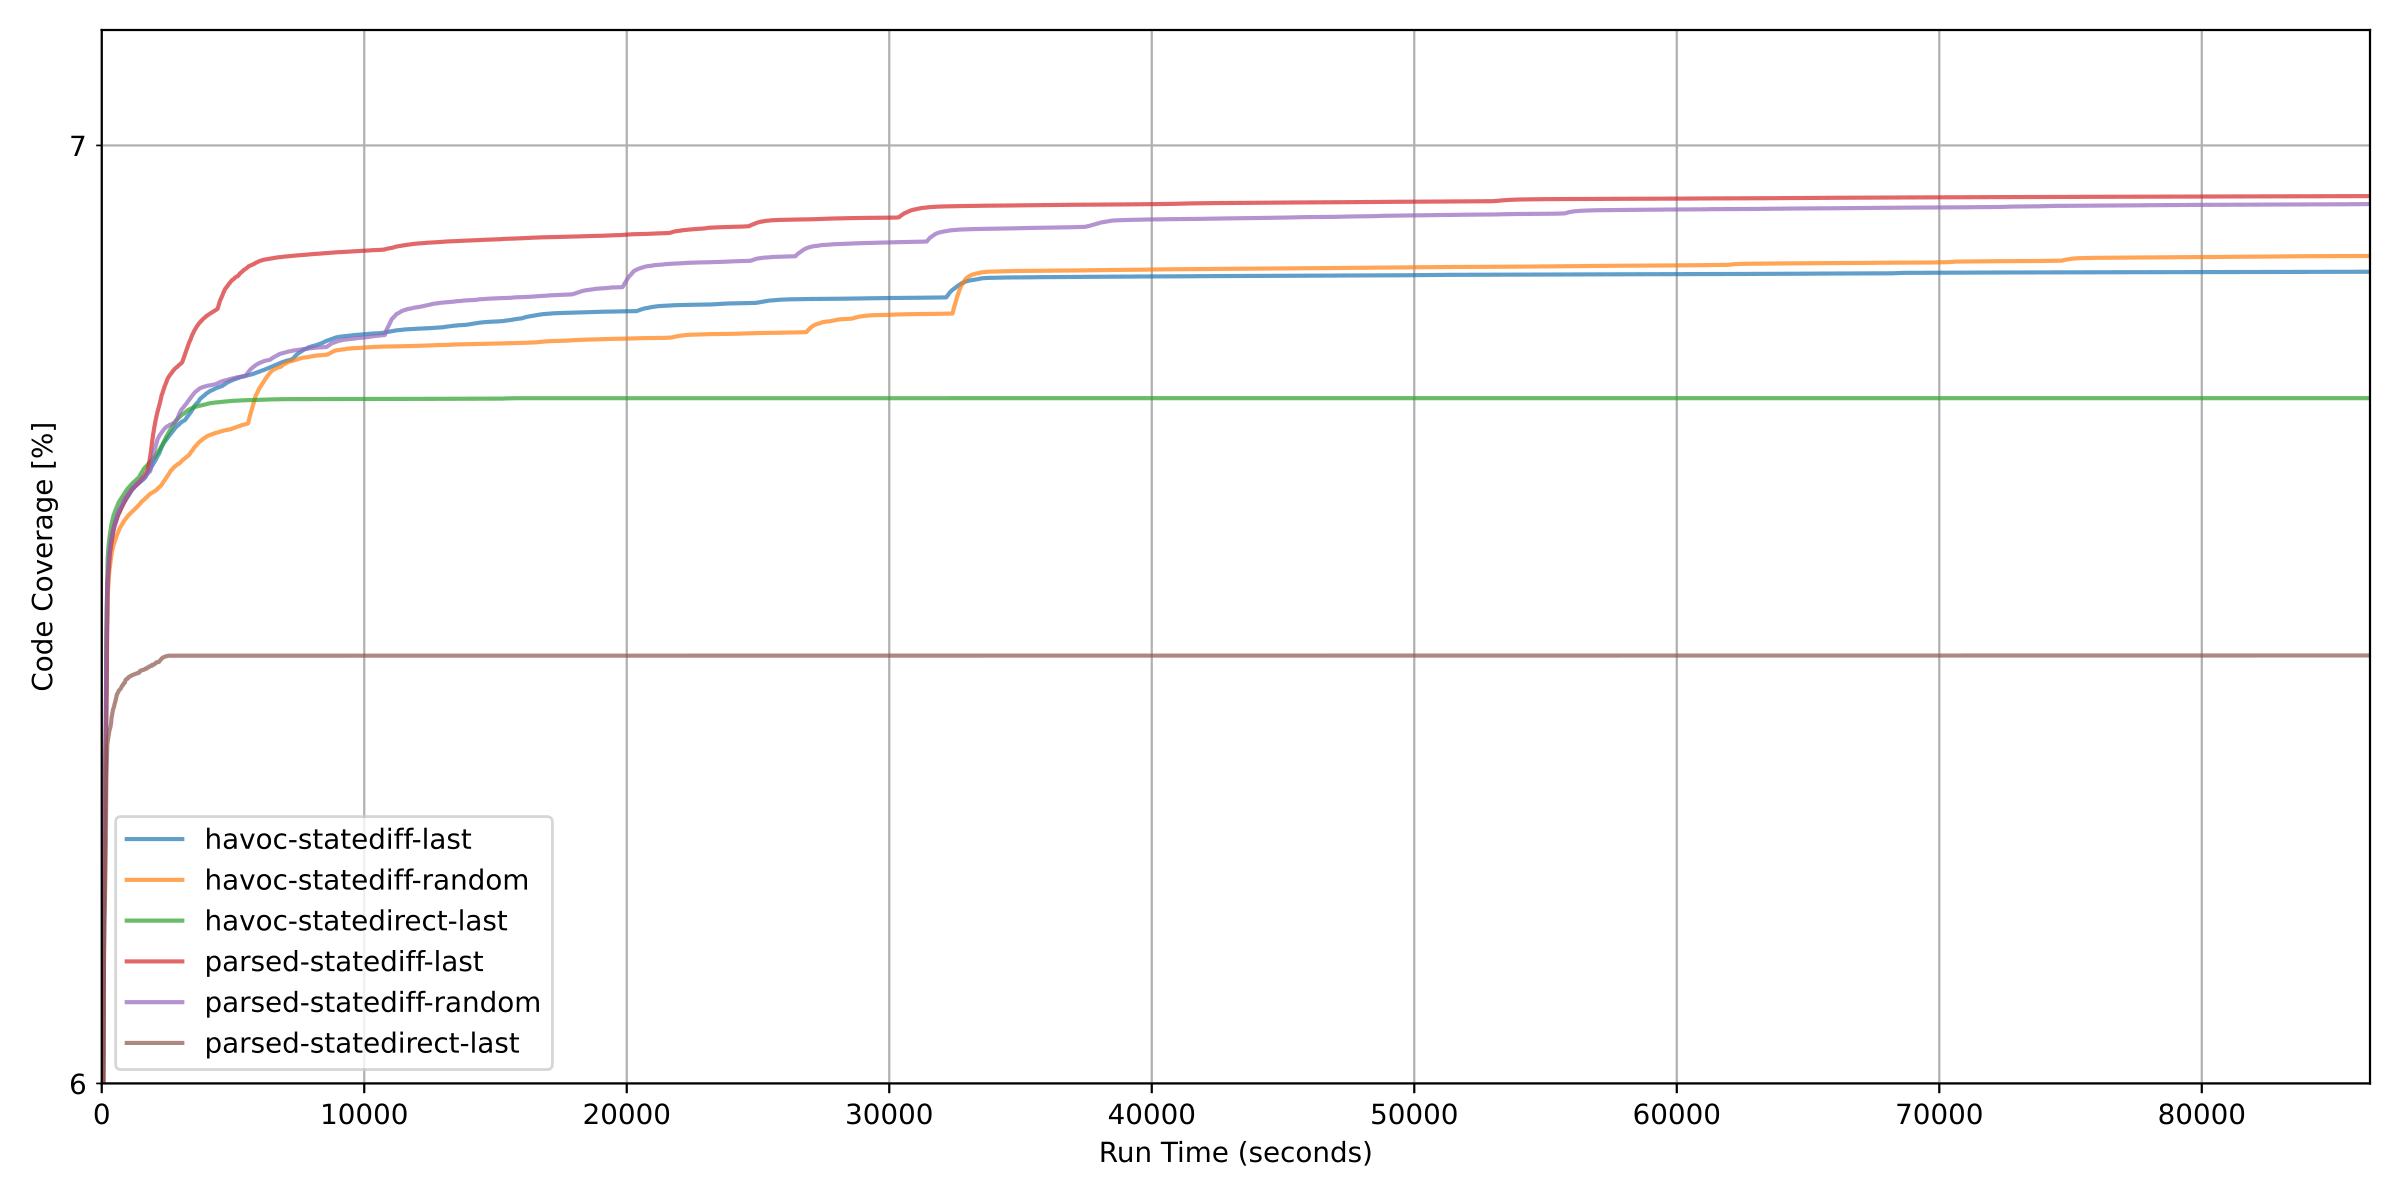 7
6
Code Coverage [%]
havoc-statediff-last
havoc-statediff-random
havoc-statedirect-last
parsed-statediff-last
parsed-statediff-random
parsed-statedirect-last
0 10000 20000 30000 40000 50000 60000 70000 80000
Run Time (seconds)